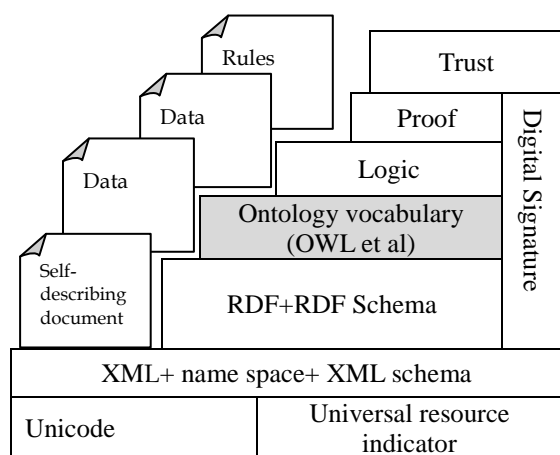 Rules
Trust
Data
Proof
Digital Signature
Data
Logic
Ontology vocabulary
(OWL et al)
Self-
describing
document
RDF+RDF Schema
XML+ name space+ XML schema
Unicode
Universal resource
indicator